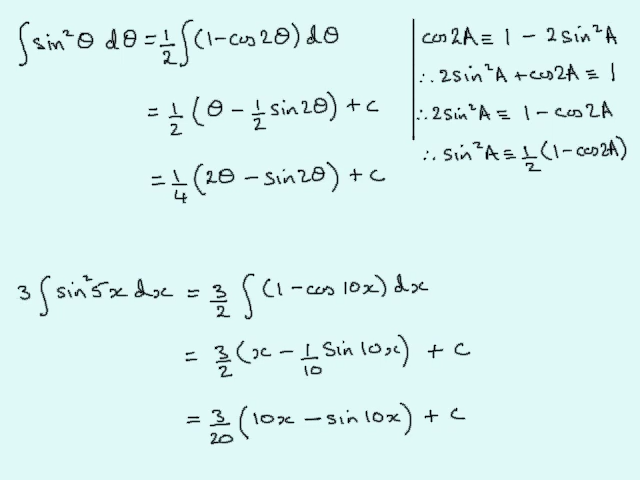 ∫sin²θ dθ = 1/2 ∫(1-cos2θ)dθ
= 1/2 (θ - 1/2 sin2θ) + c
= 1/4 (2θ - sin2θ) + c
cos2A ≡ 1 - 2sin²A
∴ 2sin²A + cos2A ≡ 1
∴ 2sin²A ≡ 1 - cos2A
∴ sin²A ≡ 1/2 (1-cos2A)
3 ∫sin²5x dx = 3/2 ∫(1-cos 10x)dx
= 3/2 (x - 1/10 Sin 10x) + c
= 3/20 (10x - sin 10x) + c